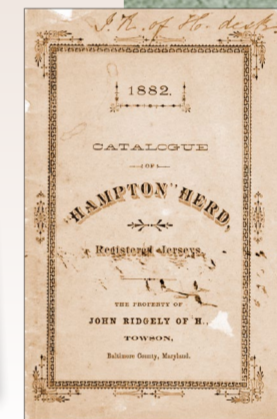 J. R. of H. desk
1882.
CATALOGUE
OF
"HAMPTON" HERD,
Registered Jerseys,
THE PROPERTY OF
JOHN RIDGELY OF H.,
TOWSON,
Baltimore County, Maryland.